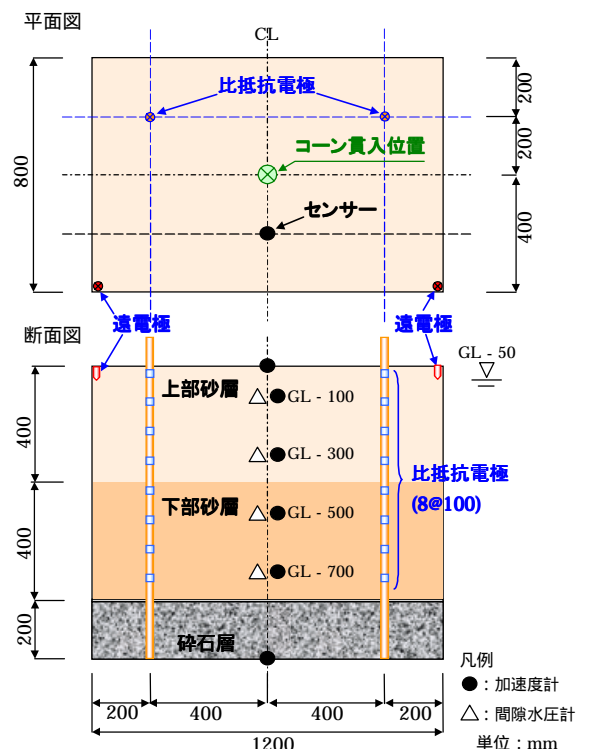 平面図
CL
比抵抗電極
コーン貫入位置
センサー
800
200
200
400
遠電極
遠電極
断面図
GL - 50
上部砂層
GL - 100
GL - 300
400
比抵抗電極
(8@100)
下部砂層
GL - 500
GL - 700
400
砕石層
200
200
400
400
200
1200
凡例
●：加速度計
△：間隙水圧計
単位：mm